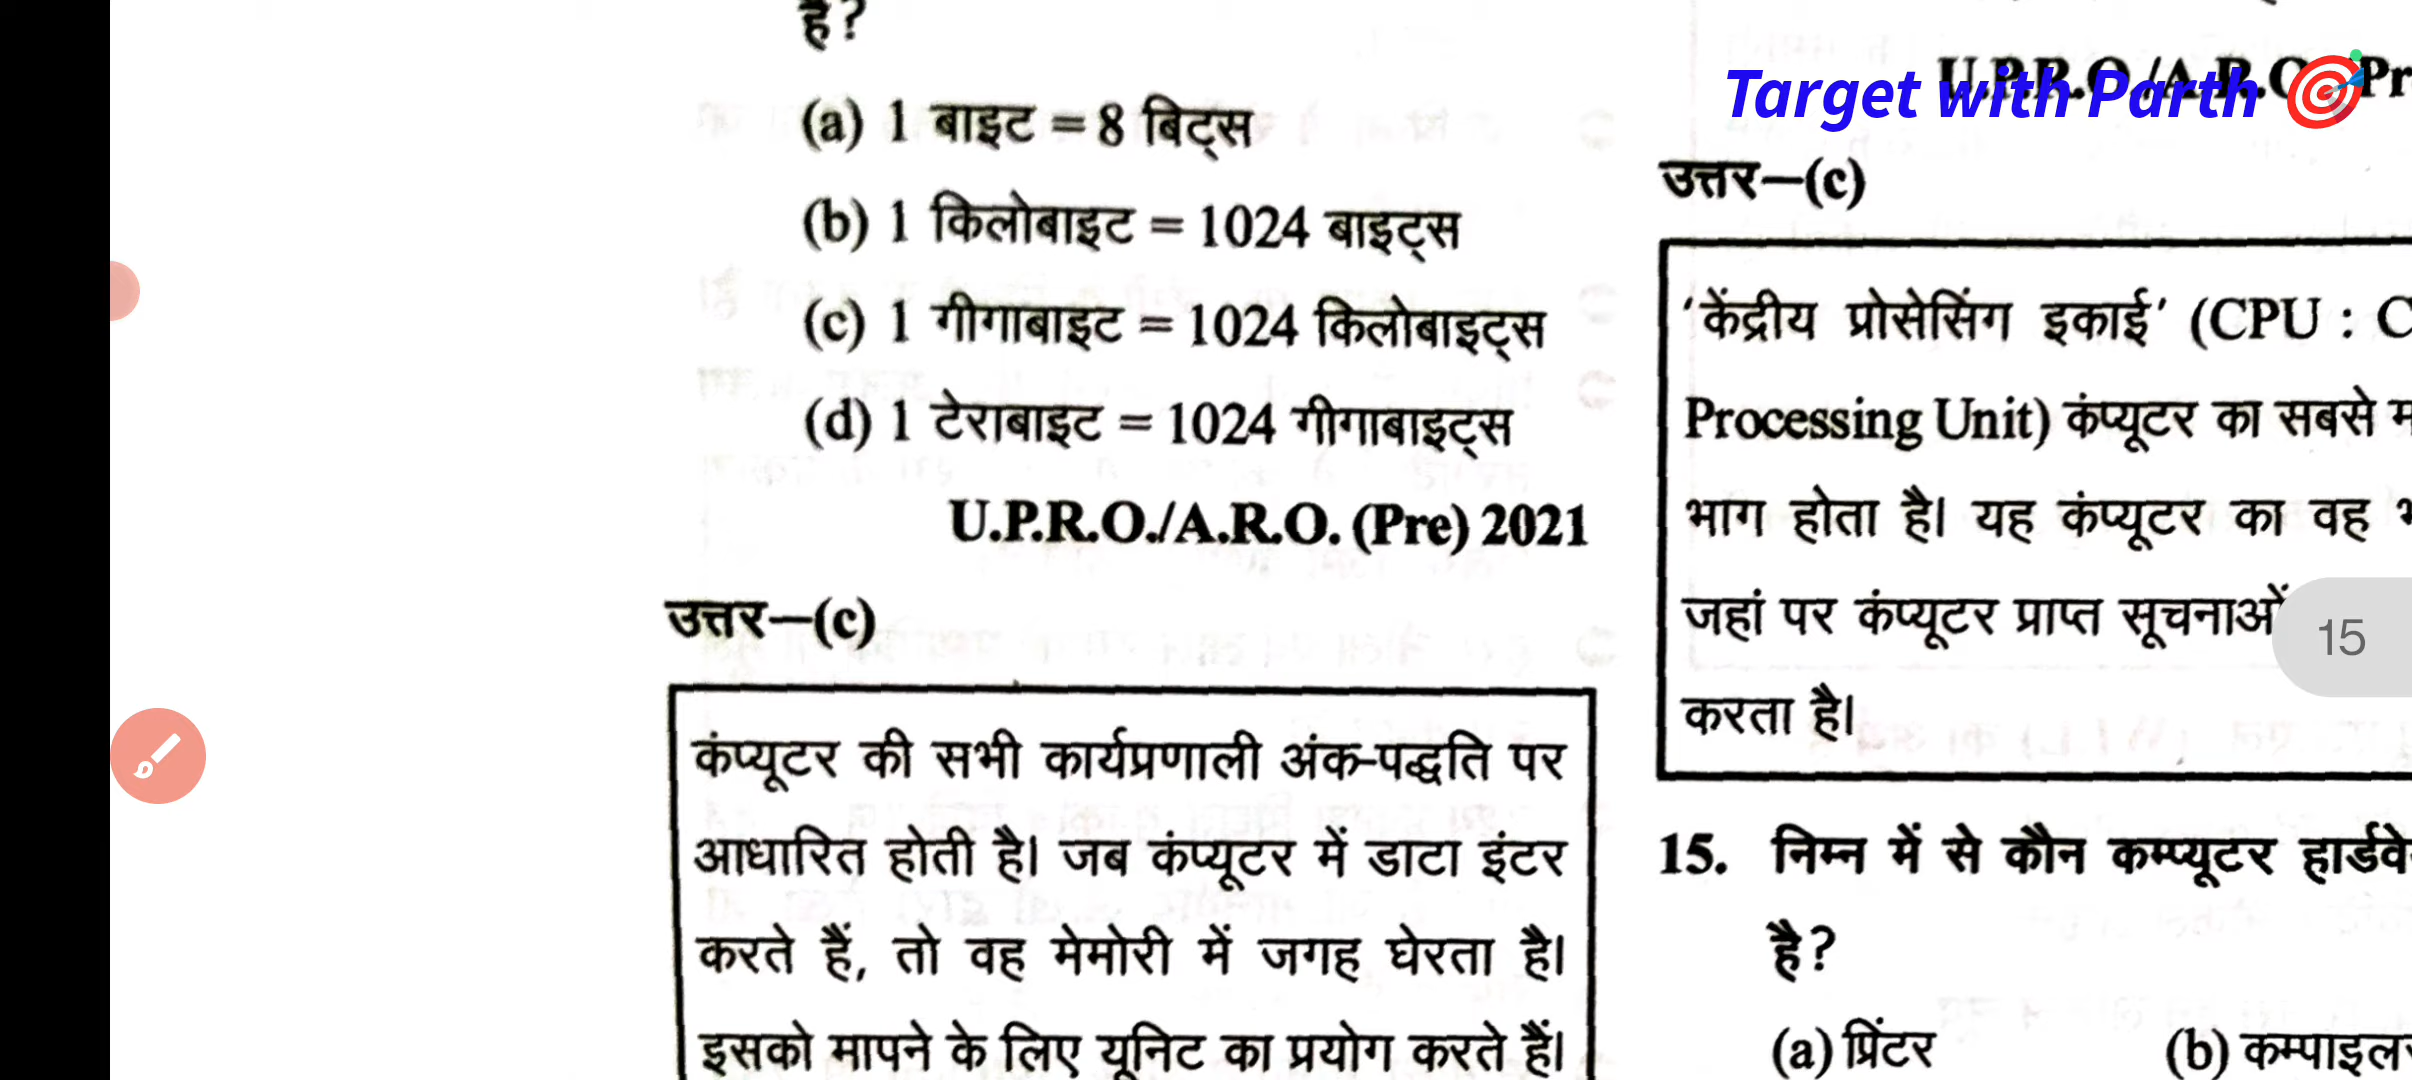 है?
(a) 1 बाइट = 8 बिट्स
(b) 1 किलोबाइट = 1024 बाइट्स
(c) 1 गीगाबाइट = 1024 किलोबाइट्स
(d) 1 टेराबाइट = 1024 गीगाबाइट्स
U.P.R.O./A.R.O. (Pre) 2021
उत्तर—(c)
कंप्यूटर की सभी कार्यप्रणाली अंक-पद्धति पर
आधारित होती है। जब कंप्यूटर में डाटा इंटर
करते हैं, तो वह मेमोरी में जगह घेरता है।
इसको मापने के लिए यूनिट का प्रयोग करते हैं।
U.P.R.O./A.R.O.
Target with Parth
उत्तर—(c)
'केंद्रीय प्रोसेसिंग इकाई' (CPU :
Processing Unit) कंप्यूटर का सबसे
भाग होता है। यह कंप्यूटर का वह
जहां पर कंप्यूटर प्राप्त सूचनाओं
करता है।
15
15. निम्न में से कौन कम्प्यूटर
है?
(a) प्रिंटर (b)